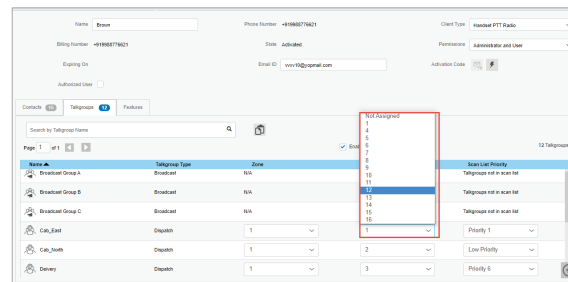 Name Brown Phone Number +919988776621 Client Type Handset PTT Radio
Billing Number +919988776621 State Activated Permissions Administrator and User
Expiring On Email ID vvvv10@yopmail.com Activation Code
Authorized User
Contacts Talkgroups 12 Features
Search by Talkgroup Name
Not Assigned
1
4
5
6
7
8
9
10
11
12
13
14
15
16
Page 1 of 1 12 Talkgroups
Name Talkgroup Type Zone Scan List Priority
Broadcast Group A Broadcast N/A Talkgroups not in scan list
Broadcast Group B Broadcast N/A Talkgroups not in scan list
Broadcast Group C Broadcast N/A Talkgroups not in scan list
Cab_East Dispatch 1 1 Priority 1
Cab_North Dispatch 1 2 Low Priority
Delivery Dispatch 1 3 Priority 6